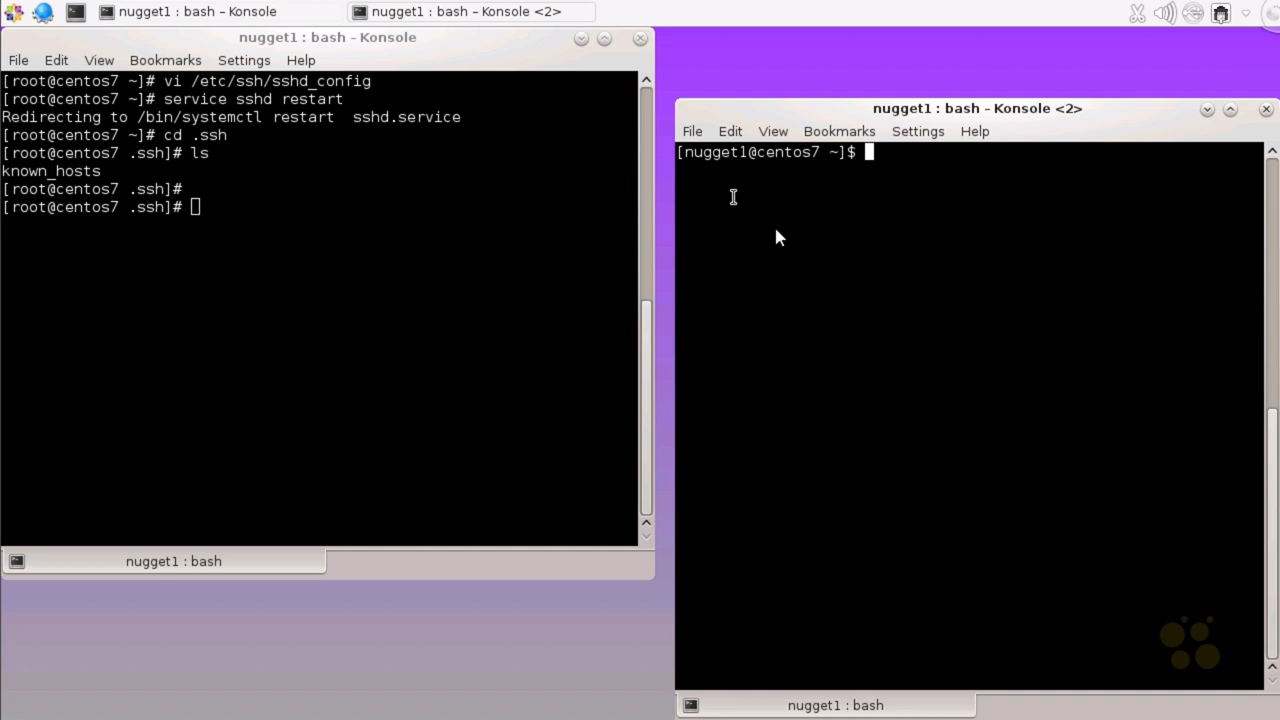 nugget1 : bash – Konsole
nugget1 : bash – Konsole <2>
nugget1 : bash – Konsole
File Edit View Bookmarks Settings Help
[root@centos7 ~]# vi /etc/ssh/sshd_config
[root@centos7 ~]# service sshd restart
Redirecting to /bin/systemctl restart  sshd.service
[root@centos7 ~]# cd .ssh
[root@centos7 .ssh]# ls
known_hosts
[root@centos7 .ssh]#
[root@centos7 .ssh]#
nugget1 : bash
nugget1 : bash – Konsole <2>
File Edit View Bookmarks Settings Help
[nugget1@centos7 ~]$
nugget1 : bash